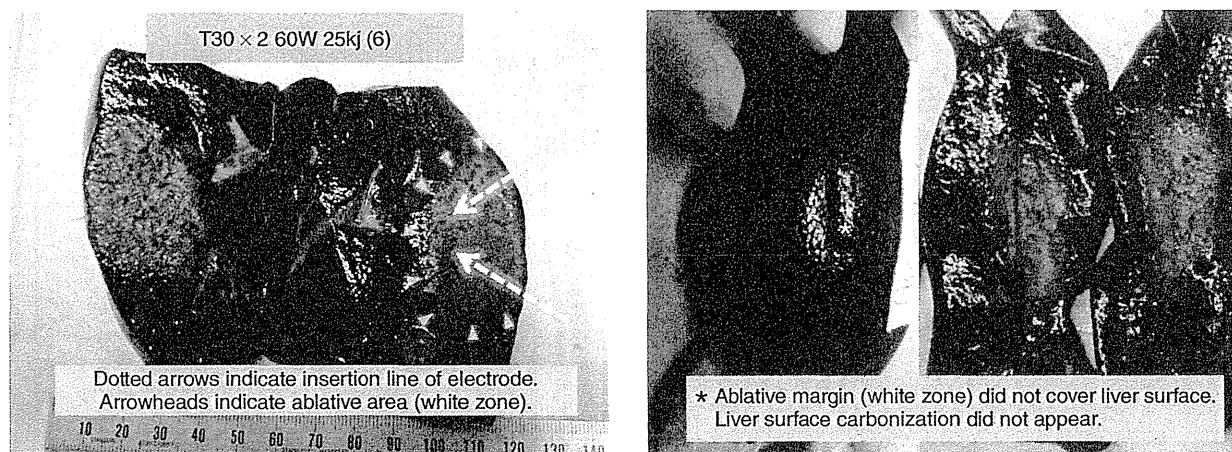 T30 × 2 60W 25kj (6)
Dotted arrows indicate insertion line of electrode.
Arrowheads indicate ablative area (white zone).
10 20 30 40 50 60 70 80 90 100 110 120 130 140
*
* Ablative margin (white zone) did not cover liver surface.
Liver surface carbonization did not appear.